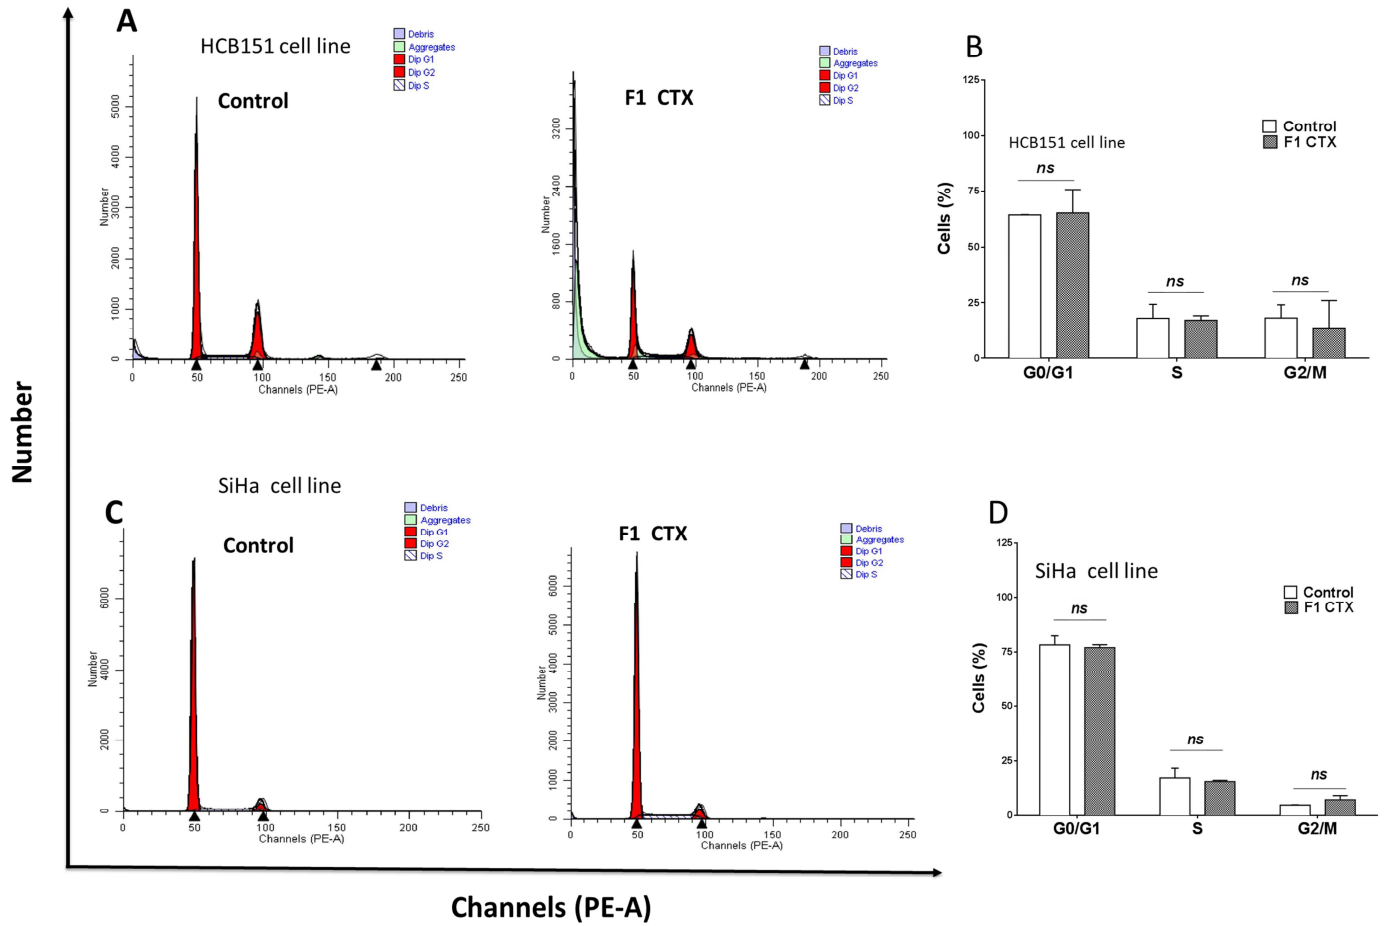 A
HCB151 cell line
Control
Debris
Aggregates
Dip G1
Dip G2
Dip S
Number
5000
4000
3000
2000
1000
0
0 50 100 150 200 250
Channels (PE-A)
F1 CTX
Debris
Aggregates
Dip G1
Dip G2
Dip S
Number
3200
2400
1600
800
0
0 50 100 150 200 250
Channels (PE-A)
B
HCB151 cell line
Control
F1 CTX
Cells (%)
125
100
75
50
25
0
ns
ns
ns
G0/G1 S G2/M
C
SiHa cell line
Control
Debris
Aggregates
Dip G1
Dip G2
Dip S
Number
6000
4000
2000
0
0 50 100 150 200 250
Channels (PE-A)
F1 CTX
Debris
Aggregates
Dip G1
Dip G2
Dip S
Number
6000
5000
4000
3000
2000
1000
0
0 50 100 150 200 250
Channels (PE-A)
D
SiHa cell line
Control
F1 CTX
Cells (%)
125
100
75
50
25
0
ns
ns
ns
G0/G1 S G2/M
Number
Channels (PE-A)